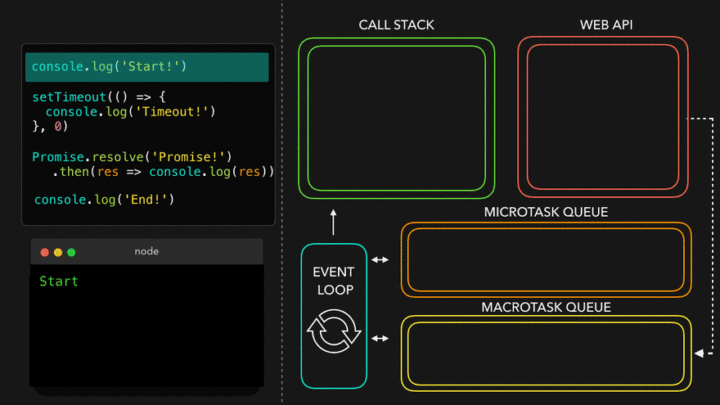 console.log('Start!')
setTimeout(() => {
  console.log('Timeout!')
}, 0)
Promise.resolve('Promise!')
  .then(res => console.log(res))
console.log('End!')
node
Start
CALL STACK
WEB API
MICROTASK QUEUE
EVENT
LOOP
MACROTASK QUEUE